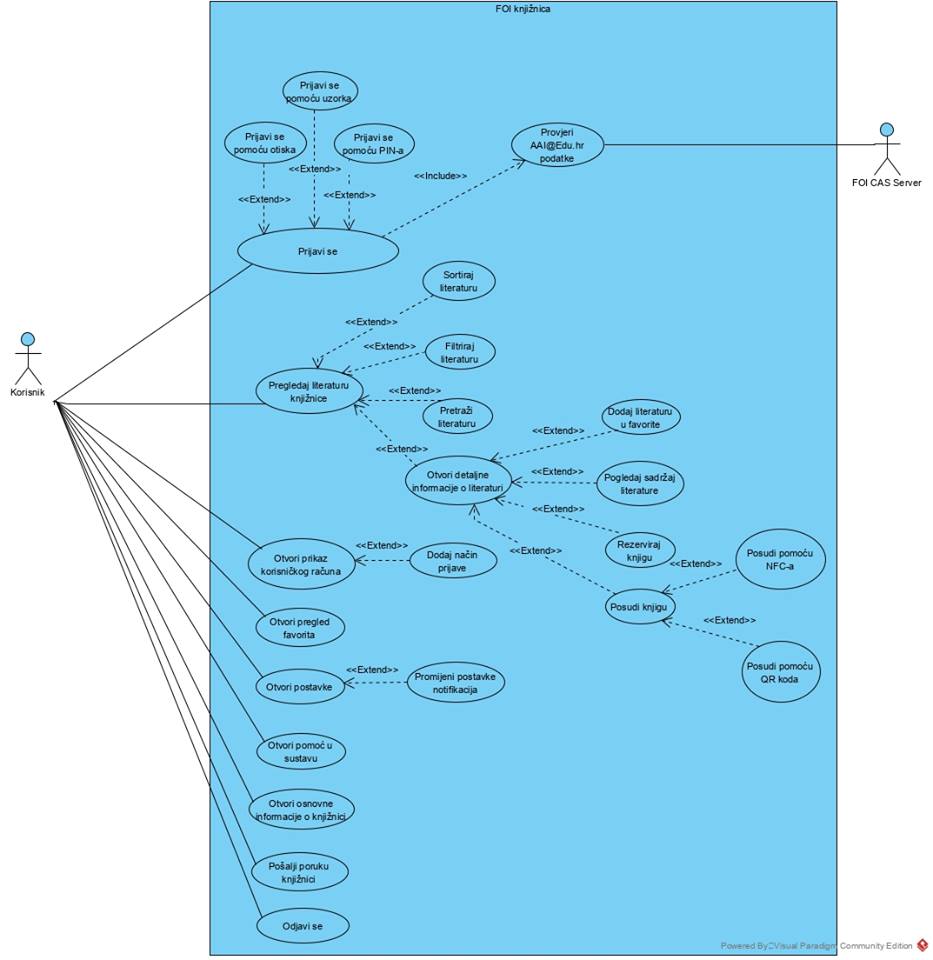 FOI knjižnica
Prijavi se
pomoću uzorka
Prijavi se
pomoću otiska
Prijavi se
pomoću PIN-a
Provjeri
AAI@Edu.hr
podatke
<<Extend>>
<<Extend>>
<<Extend>>
<<Include>>
FOI CAS Server
Prijavi se
Sortiraj
literaturu
<<Extend>>
Filtriraj
literaturu
<<Extend>>
Korisnik
Pregledaj literaturu
knjižnice
<<Extend>>
Pretraži
literaturu
<<Extend>>
Dodaj literaturu
u favorite
<<Extend>>
Otvori detaljne
informacije o literaturi
<<Extend>>
Pogledaj sadržaj
literature
<<Extend>>
Rezerviraj
knjigu
<<Extend>>
Otvori prikaz
korisničkog računa
<<Extend>>
Dodaj način
prijave
Posudi pomoću
NFC-a
<<Extend>>
Posudi knjigu
<<Extend>>
Otvori pregled
favorita
Posudi pomoću
QR koda
Otvori postavke
<<Extend>>
Promijeni postavke
notifikacija
Otvori pomoć u
sustavu
Otvori osnovne
informacije o knjižnici
Pošalji poruku
knjižnici
Odjavi se
Powered By Visual Paradigm Community Edition